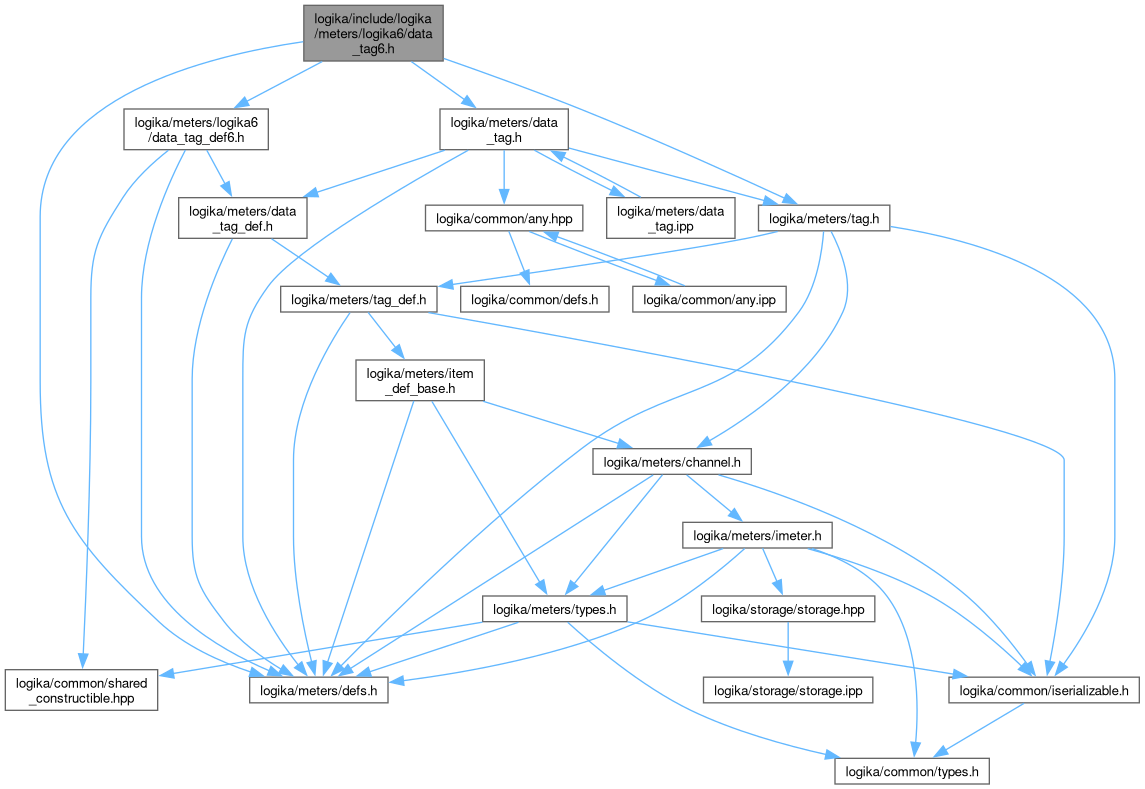 logika/include/logika
/meters/logika6/data
_tag6.h
logika/meters/logika6
/data_tag_def6.h
logika/meters/data
_tag.h
logika/meters/data
_tag_def.h
logika/common/any.hpp
logika/meters/data
_tag.ipp
logika/meters/tag.h
logika/meters/tag_def.h
logika/common/defs.h
logika/common/any.ipp
logika/meters/item
_def_base.h
logika/meters/channel.h
logika/meters/imeter.h
logika/meters/types.h
logika/storage/storage.hpp
logika/common/shared
_constructible.hpp
logika/meters/defs.h
logika/storage/storage.ipp
logika/common/iserializable.h
logika/common/types.h